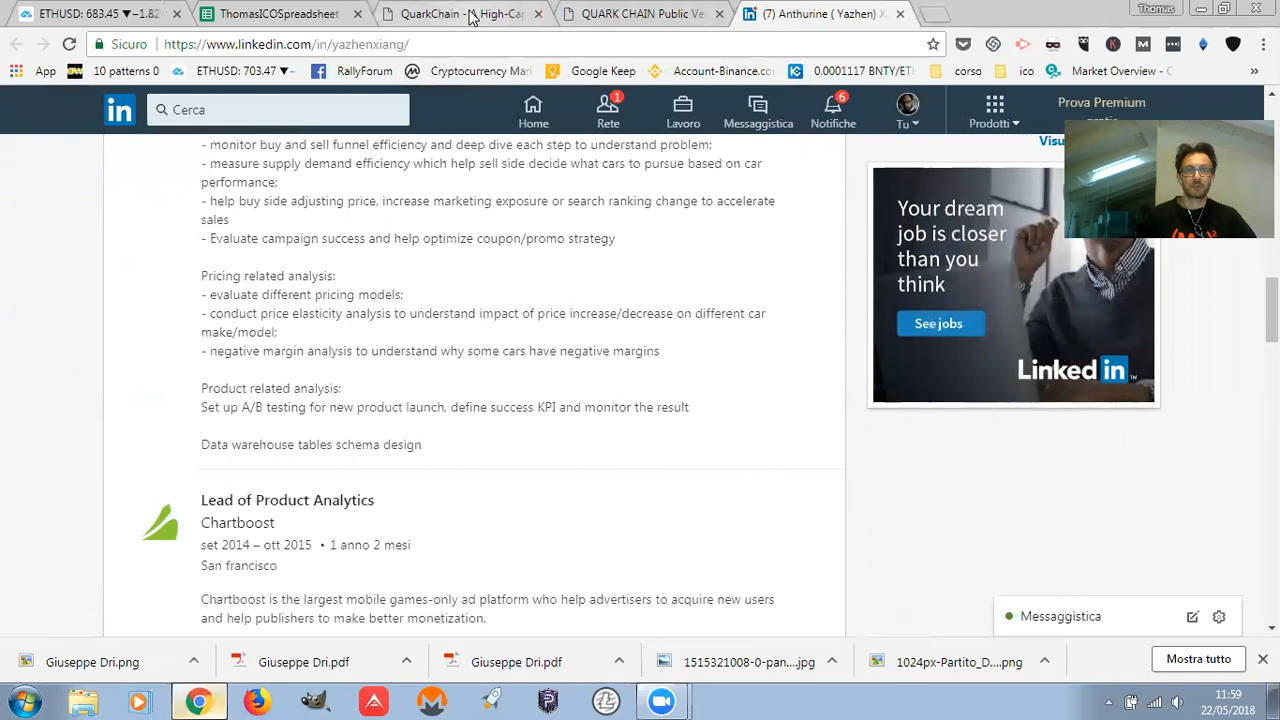 ETHUSD: 683.45 ▼−1.82
ThomasICOSpreadsheet
QuarkChain - High-Cap
QUARK CHAIN Public Ve
(7) Anthurine ( Yazhen) X
Thomas
Sicuro
https://www.linkedin.com/in/yazhenxiang/
App
10 patterns 0
ETHUSD: 703.47 ▼−
RallyForum
Cryptocurrency Mar
Google Keep
Account-Binance.co
0.0001117 BNTY/ETH
corso
ico
Market Overview - C
»
in
Cerca
Home
1
Rete
Lavoro
Messaggistica
6
Notifiche
Tu
Prodotti
Prova Premium
gratis
Visu
- monitor buy and sell funnel efficiency and deep dive each step to understand problem;
- measure supply demand efficiency which help sell side decide what cars to pursue based on car
performance;
- help buy side adjusting price, increase marketing exposure or search ranking change to accelerate
sales
- Evaluate campaign success and help optimize coupon/promo strategy
Pricing related analysis:
- evaluate different pricing models;
- conduct price elasticity analysis to understand impact of price increase/decrease on different car
make/model;
- negative margin analysis to understand why some cars have negative margins
Product related analysis:
Set up A/B testing for new product launch, define success KPI and monitor the result
Data warehouse tables schema design
Lead of Product Analytics
Chartboost
set 2014 – ott 2015 • 1 anno 2 mesi
San francisco
Chartboost is the largest mobile games-only ad platform who help advertisers to acquire new users
and help publishers to make better monetization.
Your dream
job is closer
than you
think
See jobs
Linked in
Messaggistica
Giuseppe Dri.png
Giuseppe Dri.pdf
Giuseppe Dri.pdf
1515321008-0-pan....jpg
1024px-Partito_D....png
Mostra tutto
11:59
22/05/2018